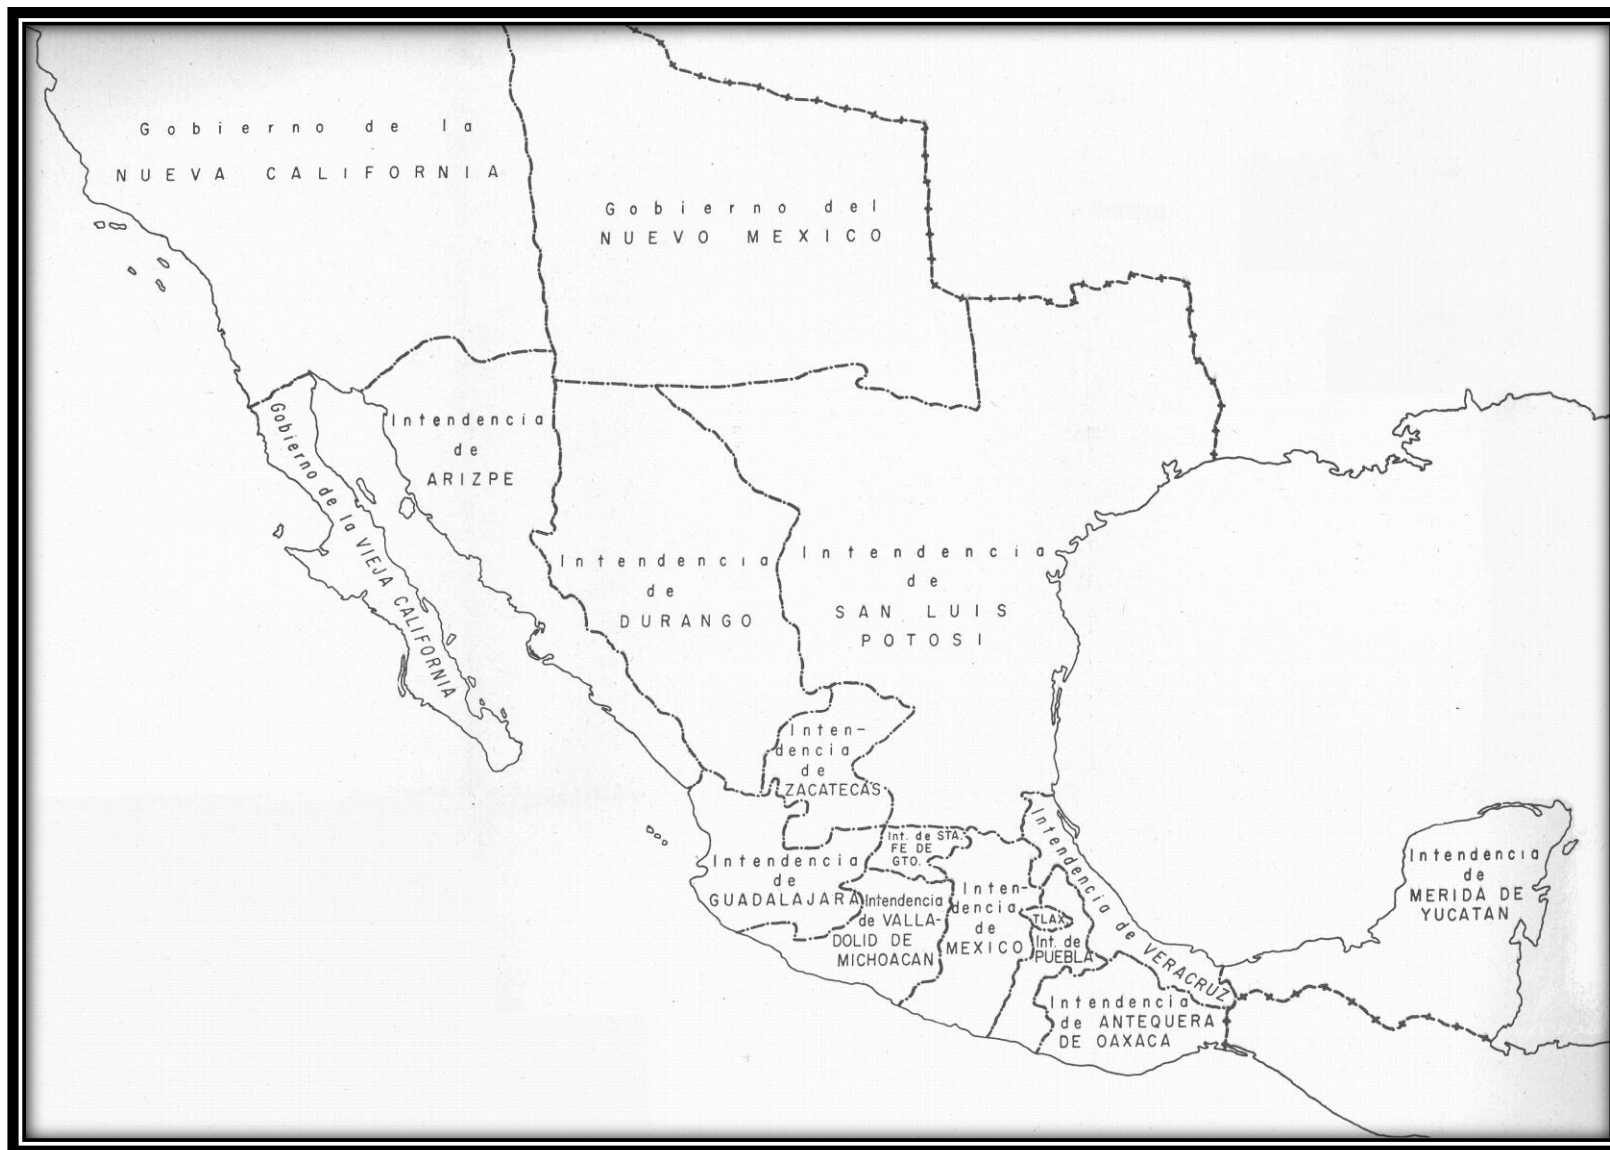 Gobierno de la
NUEVA CALIFORNIA
Gobierno del
NUEVO MEXICO
Gobierno de la VIEJA CALIFORNIA
Intendencia
de
ARIZPE
Intendencia
de
DURANGO
Intendencia
de
SAN LUIS
POTOSI
Inten-
dencia
de
ZACATECAS
Int. de STA.
FE DE
GTO.
Intendencia
de
GUADALAJARA
Intendencia
de VALLA-
DOLID DE
MICHOACAN
Inten-
dencia
de
MEXICO
TLAX.
Int. de
PUEBLA
Intendencia de VERACRUZ
Intendencia
de ANTEQUERA
DE OAXACA
Intendencia
de
MERIDA DE
YUCATAN